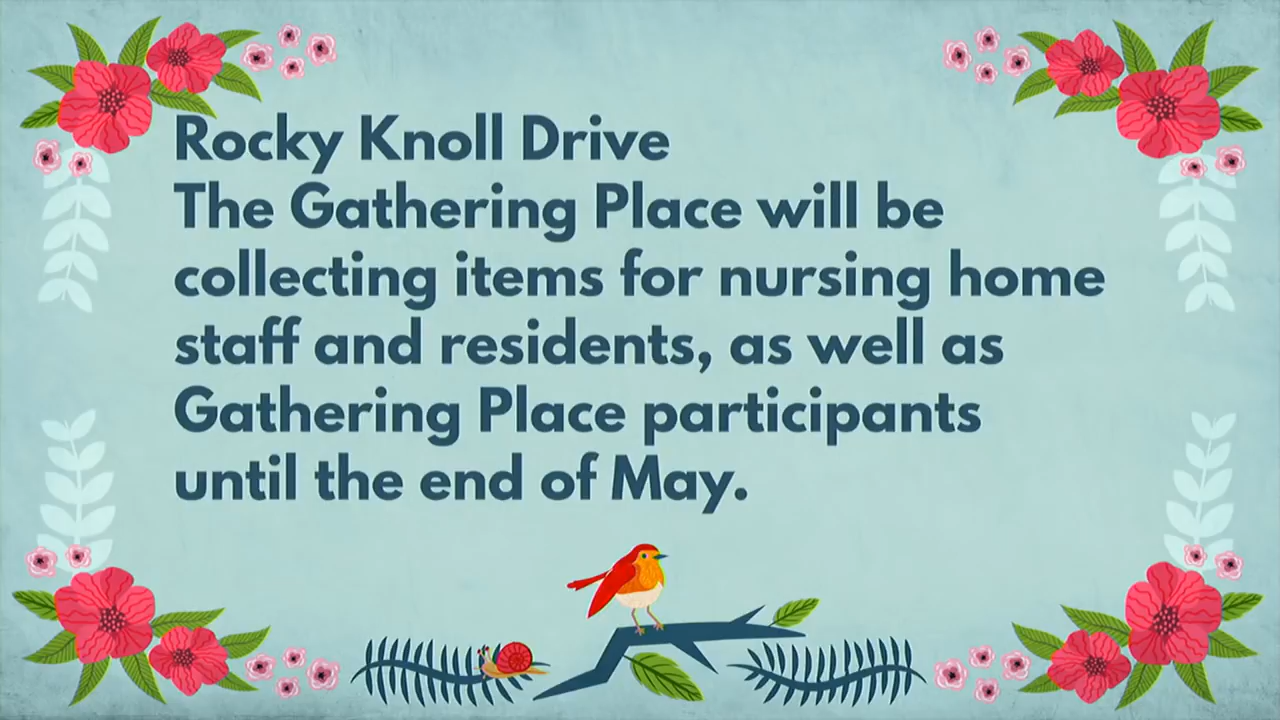 Rocky Knoll Drive
The Gathering Place will be
collecting items for nursing home
staff and residents, as well as
Gathering Place participants
until the end of May.